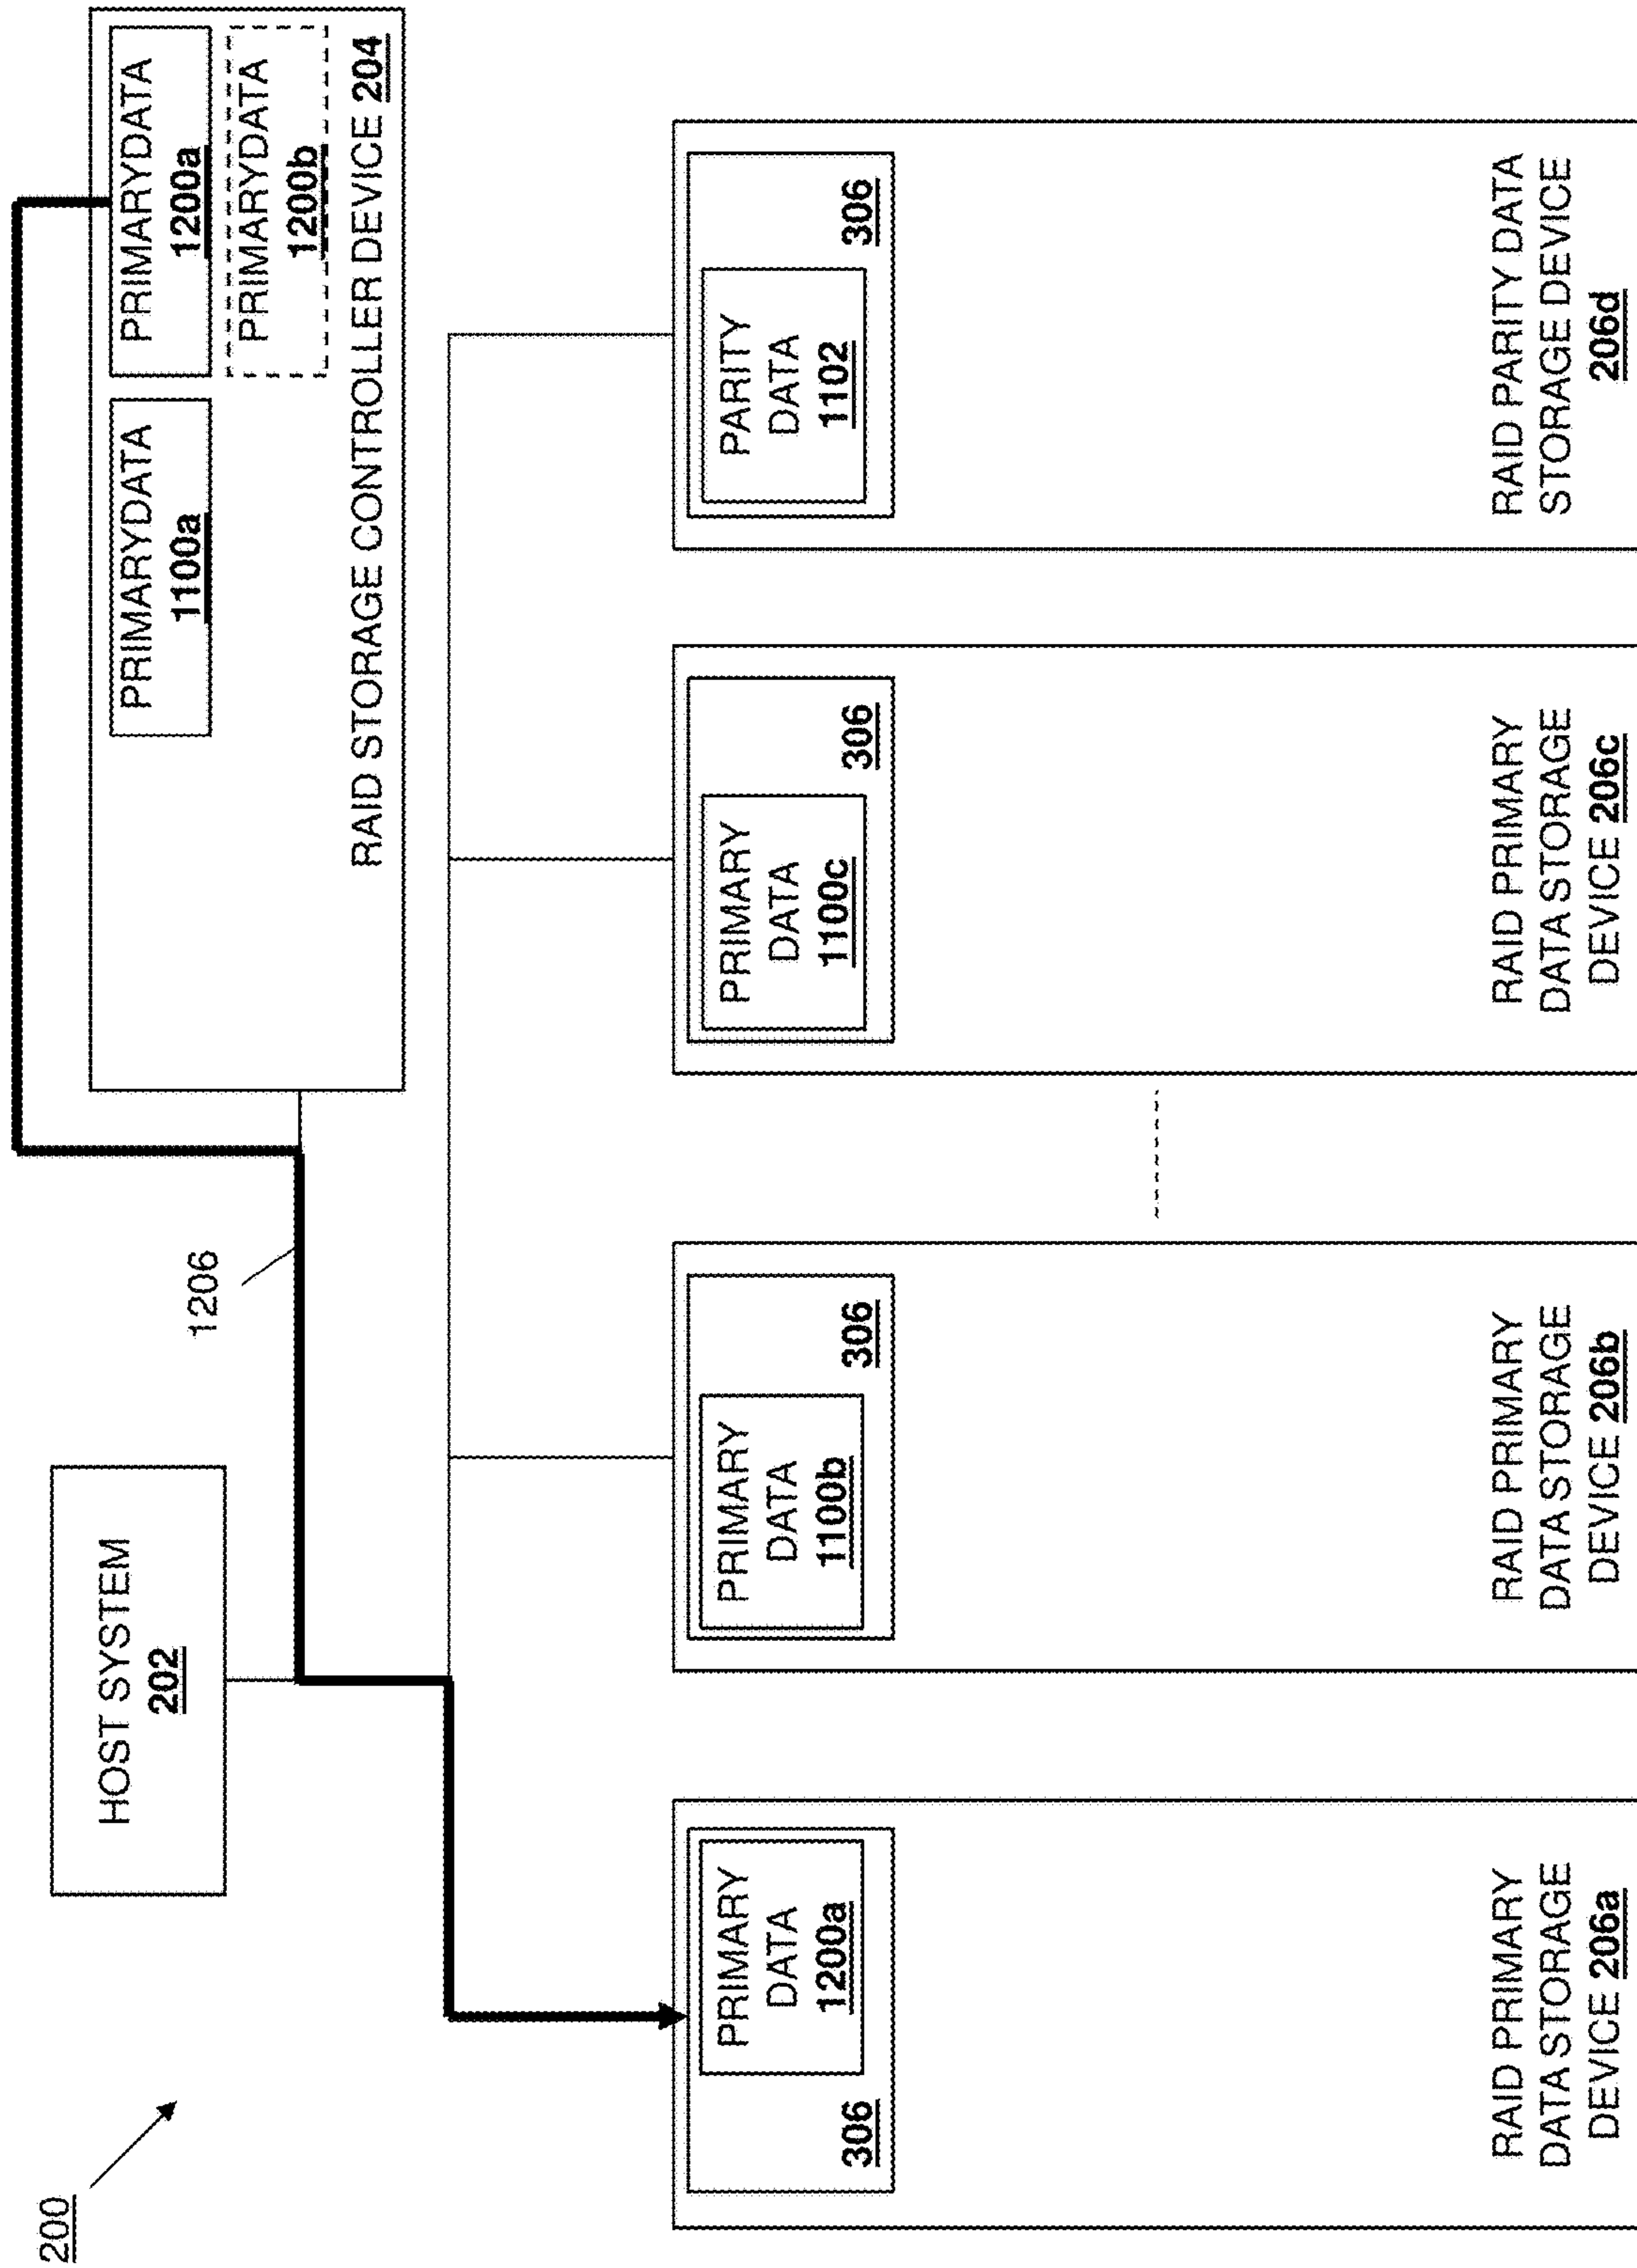 200
HOST SYSTEM
202
1206
PRIMARYDATA
1100a
PRIMARYDATA
1200a
PRIMARYDATA
1200b
RAID STORAGE CONTROLLER DEVICE 204
306
PRIMARY
DATA
1200a
RAID PRIMARY
DATA STORAGE
DEVICE 206a
PRIMARY
DATA
1100b
306
RAID PRIMARY
DATA STORAGE
DEVICE 206b
PRIMARY
DATA
1100c
306
RAID PRIMARY
DATA STORAGE
DEVICE 206c
PARITY
DATA
1102
306
RAID PARITY DATA
STORAGE DEVICE
206d